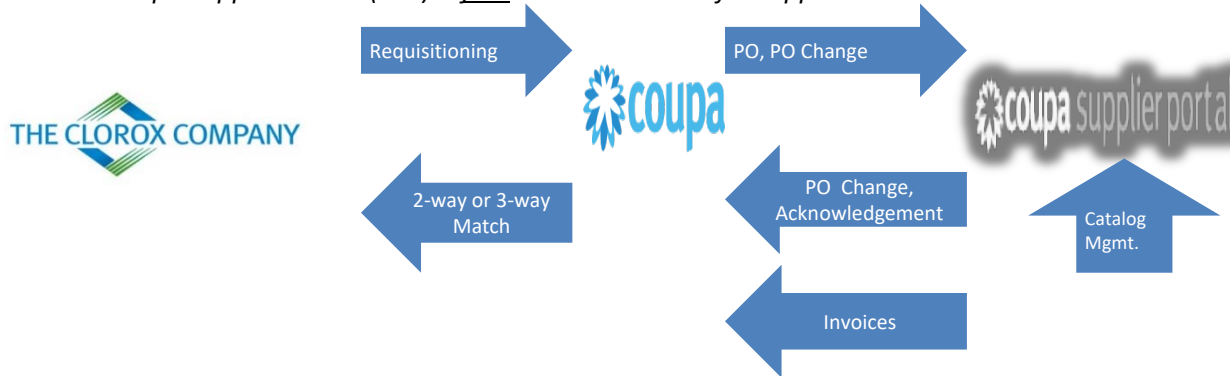 Requisitioning
PO, PO Change
THE CLOROX COMPANY
coupa
coupa supplier portal
2-way or 3-way
Match
PO Change,
Acknowledgement
Catalog
Mgmt.
Invoices